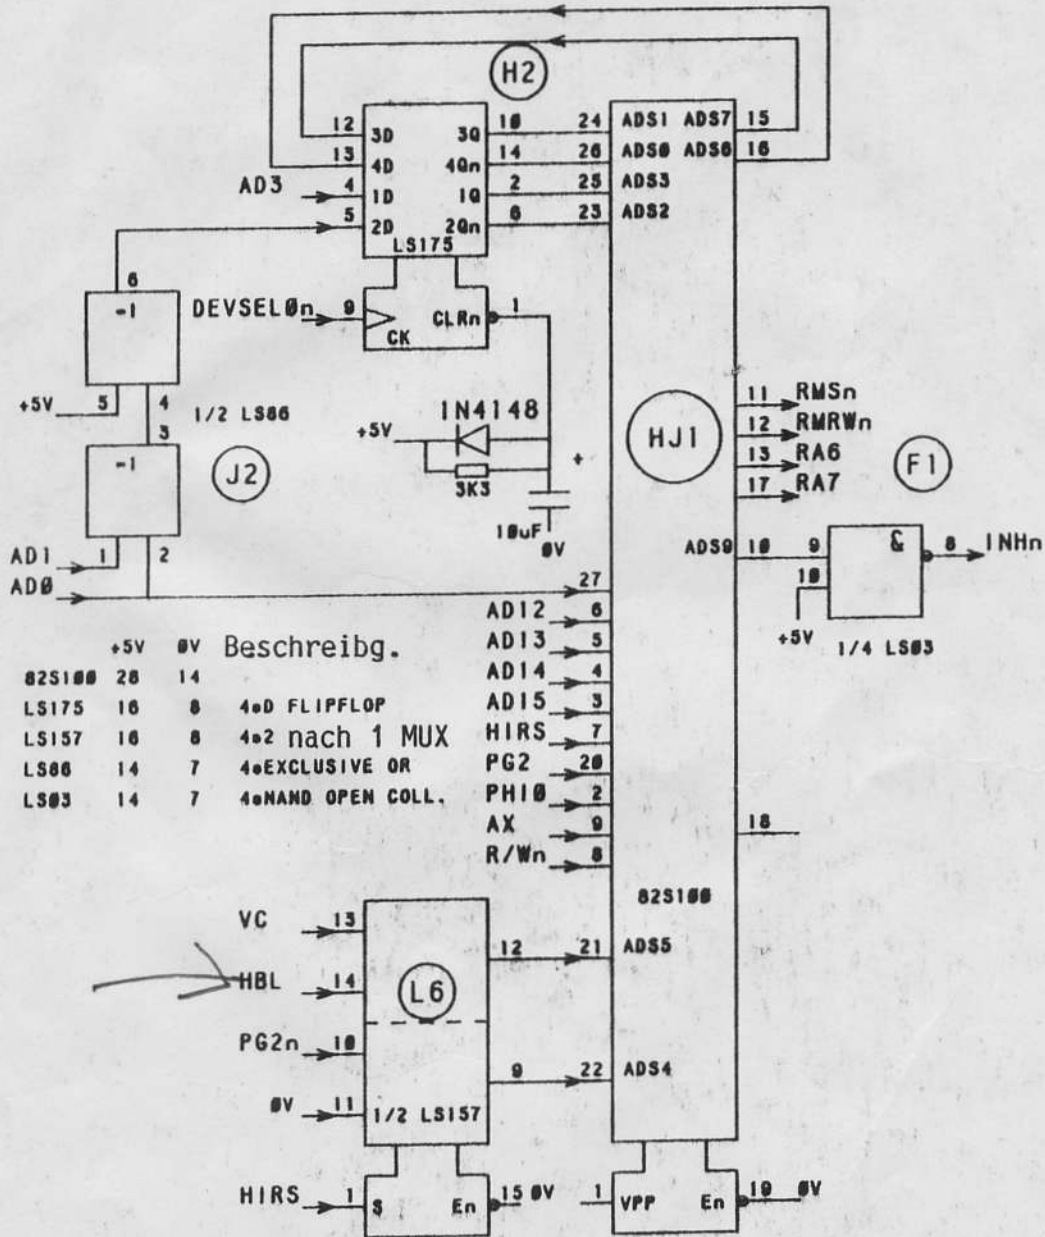 H2
12 3D 3Q 10 24 ADS1 ADS7 15
13 4D 4Qn 14 26 ADS0 ADS6 16
AD3 4 1D 1Q 2 25 ADS3
5 2D 2Qn 6 23 ADS2
LS175
6
-1
DEVSEL0n 9 CK CLRn 1
+5V 5 4
1/2 LS86
3
-1
J2
1N4148
+5V
3K3
+
10uF
0V
HJ1
11 RMSn
12 RMRWn
13 RA6
17 RA7
F1
AD1 1 2
AD0 27
ADS9 10 9 & 8 INHn
10
+5V
1/4 LS03
AD12 6
AD13 5
AD14 4
AD15 3
HIRS 7
PG2 20
PHI0 2
AX 9 18
R/Wn 8
82S100
+5V 0V Beschreibg.
82S100 28 14
LS175 16 8 4*D FLIPFLOP
LS157 16 8 4*2 nach 1 MUX
LS86 14 7 4*EXCLUSIVE OR
LS03 14 7 4*NAND OPEN COLL.
VC 13 12 21 ADS5
HBL 14
L6
PG2n 10 9 22 ADS4
0V 11
1/2 LS157
HIRS 1 S En 15 0V
1 VPP En 19 0V